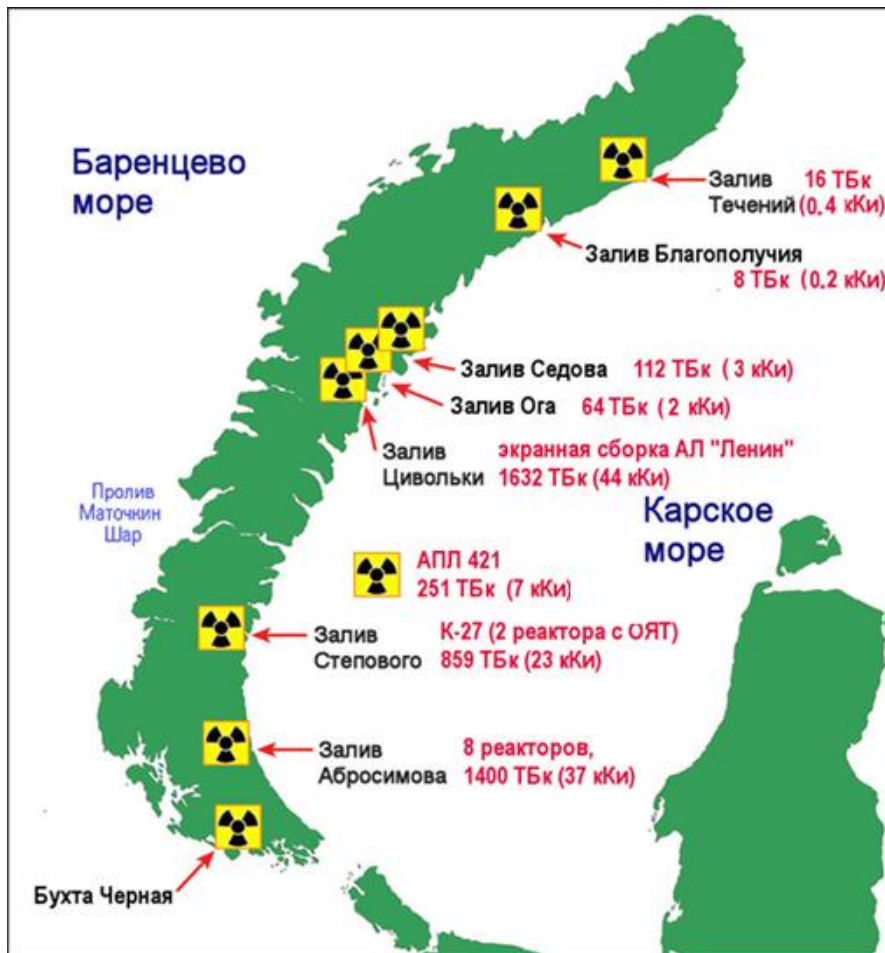 Баренцево
море
Залив
Течений
16 ТБк
(0.4 кКи)
Залив Благополучия
8 ТБк (0.2 кКи)
Залив Седова 112 ТБк ( 3 кКи)
Залив Ога 64 ТБк ( 2 кКи)
Залив
Цивольки
экранная сборка АЛ "Ленин"
1632 ТБк (44 кКи)
Пролив
Маточкин
Шар
Карское
море
АПЛ 421
251 ТБк (7 кКи)
Залив
Степового
К-27 (2 реактора с ОЯТ)
859 ТБк (23 кКи)
Залив
Абросимова
8 реакторов,
1400 ТБк (37 кКи)
Бухта Черная